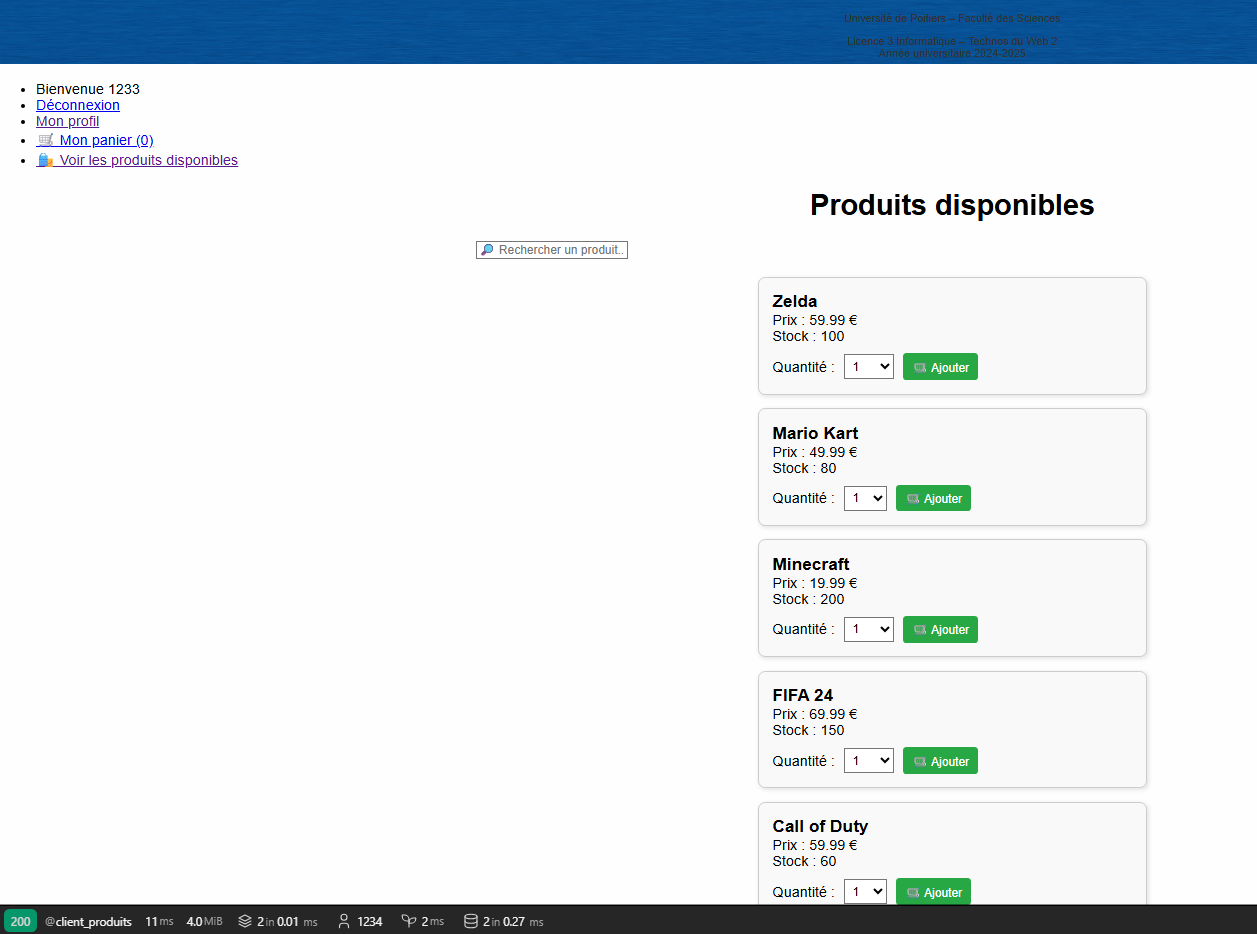 Université de Poitiers – Faculté des Sciences
Licence 3 Informatique – Technos du Web 2
Année universitaire 2024-2025
Bienvenue 1233
Déconnexion
Mon profil
Mon panier (0)
Voir les produits disponibles
Produits disponibles
Rechercher un produit..
Zelda
Prix : 59.99 €
Stock : 100
Quantité : 1 Ajouter
Mario Kart
Prix : 49.99 €
Stock : 80
Quantité : 1 Ajouter
Minecraft
Prix : 19.99 €
Stock : 200
Quantité : 1 Ajouter
FIFA 24
Prix : 69.99 €
Stock : 150
Quantité : 1 Ajouter
Call of Duty
Prix : 59.99 €
Stock : 60
Quantité : 1 Ajouter
200 @client_produits 11 ms 4.0 MiB 2 in 0.01 ms 1234 2 ms 2 in 0.27 ms